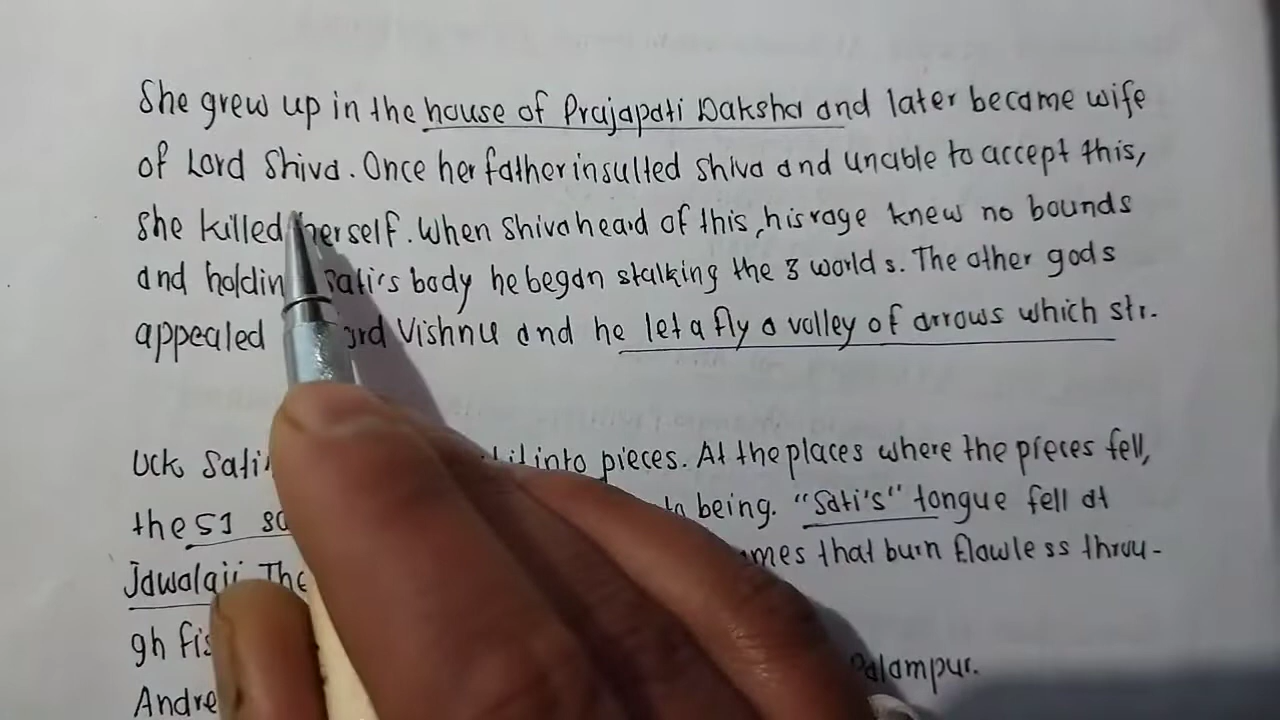 She grew up in the house of Prajapati Daksha and later became wife
of Lord Shiva. Once her father insulted Shiva and unable to accept this,
She killed herself. When Shiva heard of this, his rage knew no bounds
and holdin Sati's body he began stalking the 3 worlds. The other gods
appealed Vishnu and he let a fly a volley of arrows which str.
uck Sati it into pieces. At the places where the pieces fell,
the 51 being. "Sati's" tongue fell at
Jawalaji The that burn flawless throu-
gh
Andre Palampur.